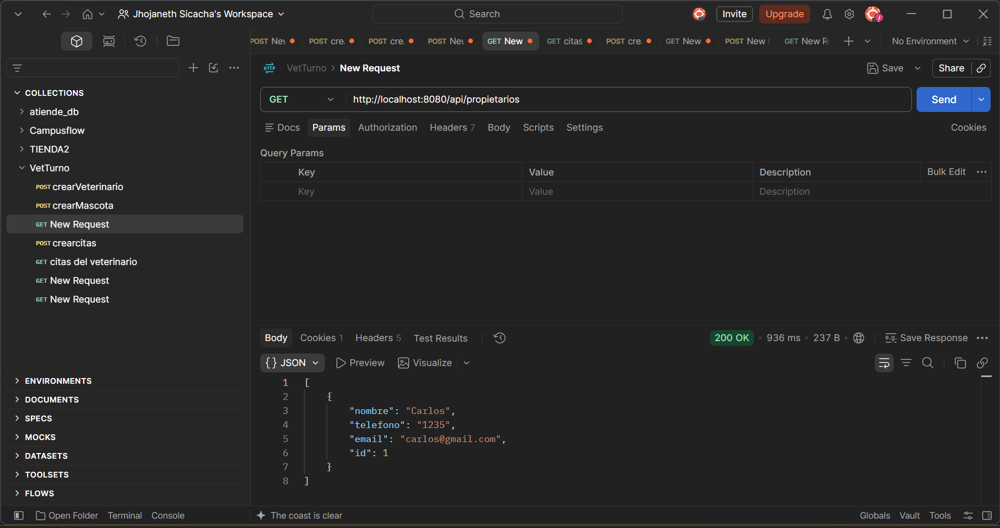 Jhojaneth Sicacha's Workspace
Search
Invite
Upgrade
J
POST Nev
POST cre
POST cre
POST Nev
GET New
GET citas
POST cre
GET New
POST New
GET New R
No Environment
HTTP
VetTurno > New Request
Save
Share
COLLECTIONS
atiende_db
Campusflow
TIENDA2
VetTurno
POST crearVeterinario
POST crearMascota
GET New Request
POST crearcitas
GET citas del veterinario
GET New Request
GET New Request
ENVIRONMENTS
DOCUMENTS
SPECS
MOCKS
DATASETS
TOOLSETS
FLOWS
GET
http://localhost:8080/api/propietarios
Send
Docs
Params
Authorization
Headers 7
Body
Scripts
Settings
Cookies
Query Params
Key Value Description Bulk Edit
Key Value Description
Body
Cookies 1
Headers 5
Test Results
200 OK • 936 ms • 237 B
e.g. Save Response
{} JSON
Preview
Visualize
1 [
2 {
3 "nombre": "Carlos",
4 "telefono": "1235",
5 "email": "carlos@gmail.com",
6 "id": 1
7 }
8 ]
Open Folder
Terminal
Console
The coast is clear
Globals
Vault
Tools